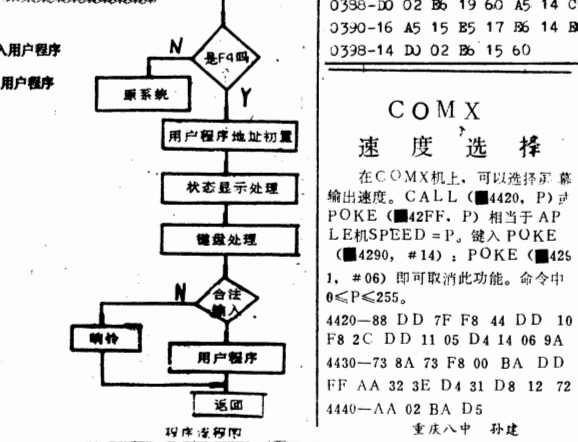 入用户程序
用户程序
N
是F4吗
原系统
Y
用户程序地址初置
状态显示处理
键盘处理
N
合法
输入
响铃
用户程序
返回
程序流程图
0388-D0 02 B6 19 60 A5 14
0390-16 A5 15 E5 17 B6 14
0398-14 D0 02 B6 15 60
COMX
速度选择
在COMX机上，可以选择屏幕
输出速度。CALL（■4420，P）或
POKE（■42FF，P）相当于AP
LE机SPEED=P。键入POKE
（■4290，#14）；POKE（■429
1，#06）即可取消此功能。命令中
0≤P≤255。
4420—88 DD 7F F8 44 DD 10
F8 2C DD 11 05 D4 14 06 9A
4430—73 8A 73 F8 00 BA DD
FF AA 32 3E D4 31 D8 12 72
4440—AA 02 BA D5
重庆八中 孙建